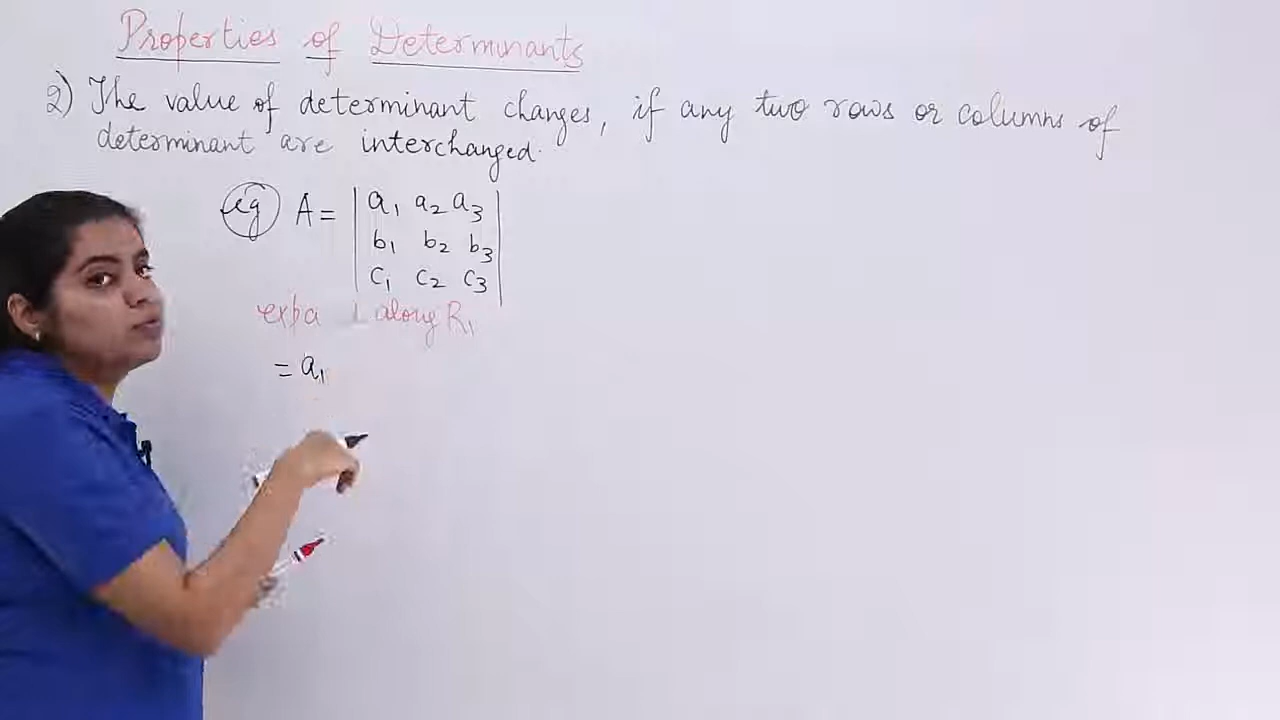 Properties of Determinants
2) The value of determinant changes, if any two rows or columns of
determinant are interchanged.
eg A = | a₁ a₂ a₃ |
| b₁ b₂ b₃ |
| c₁ c₂ c₃ |
expa along R₁
= a₁